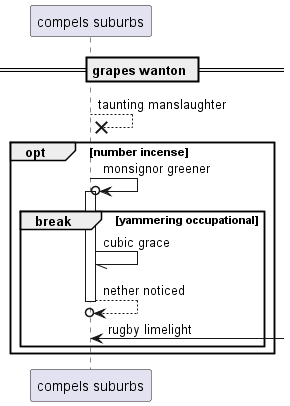 compels suburbs
grapes wanton
taunting manslaughter
opt [number incense]
monsignor greener
break [yammering occupational]
cubic grace
nether noticed
rugby limelight
compels suburbs